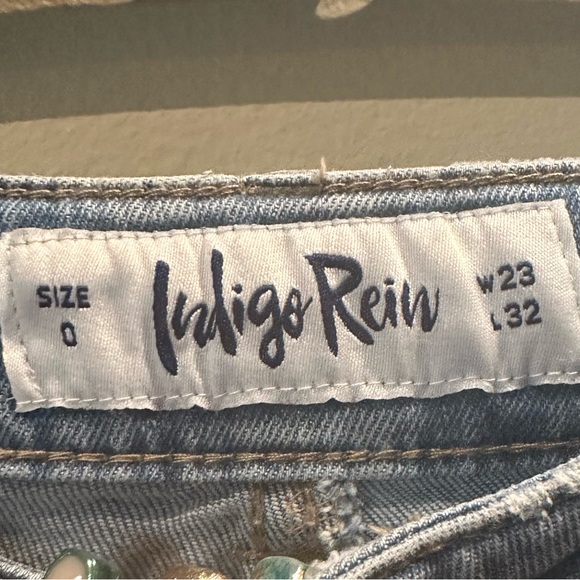 SIZE
0
Indigo Rein
W23
L32